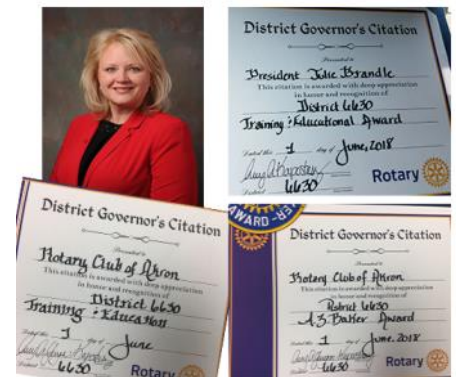 District Governor's Citation
Presented to
President Julie Brandle
This citation is awarded with deep appreciation
in honor and recognition of
District 6630
Training & Educational Award
Dated this 1 day of June, 2018
6630
Rotary
District Governor's Citation
Presented to
Rotary Club of Akron
This citation is awarded with deep appreciation
in honor and recognition of
District 6630
Training & Education
Dated this 1 day of June
6630
Rotary
AWARD
District Governor's Citation
Presented to
Rotary Club of Akron
This citation is awarded with deep appreciation
in honor and recognition of
District 6630
Award
Dated this 1 day of June, 2018
6630
Rotary